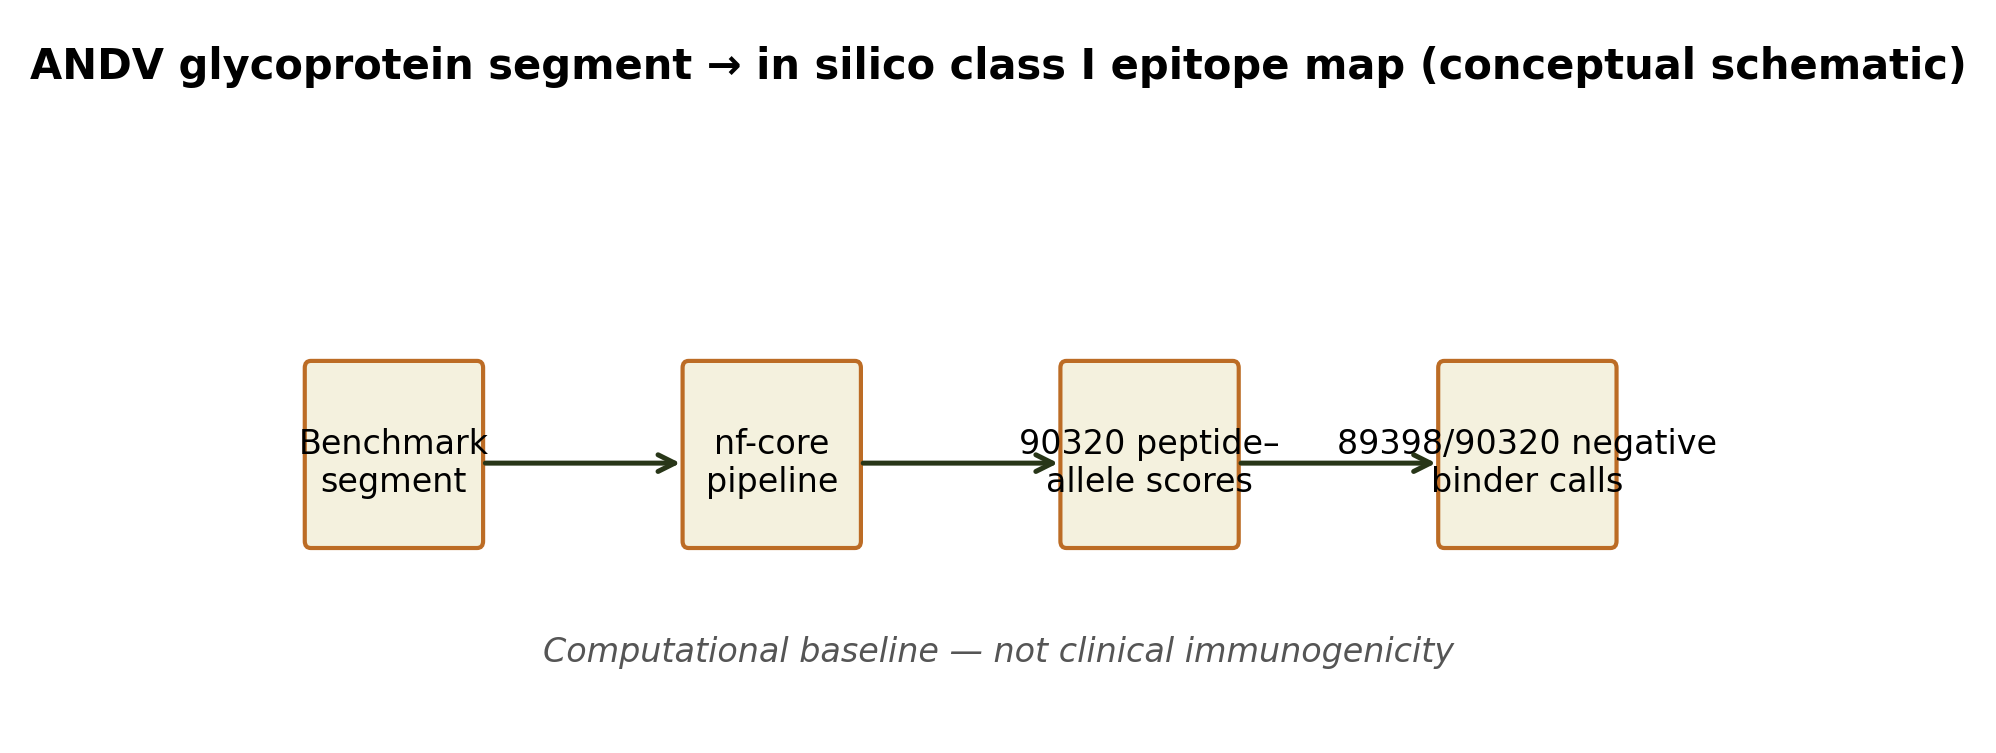 ANDV glycoprotein segment → in silico class I epitope map (conceptual schematic)
Benchmark
segment
nf-core
pipeline
90320 peptide–
allele scores
89398/90320 negative
binder calls
Computational baseline — not clinical immunogenicity